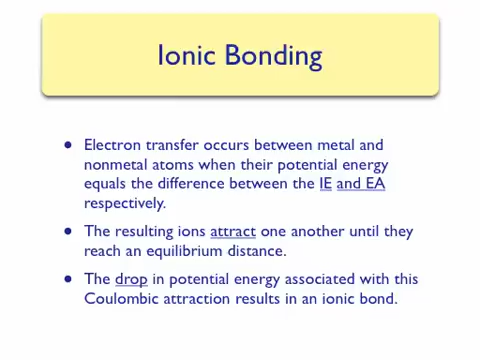 Ionic Bonding
• Electron transfer occurs between metal and
nonmetal atoms when their potential energy
equals the difference between the IE and EA
respectively.
• The resulting ions attract one another until they
reach an equilibrium distance.
• The drop in potential energy associated with this
Coulombic attraction results in an ionic bond.